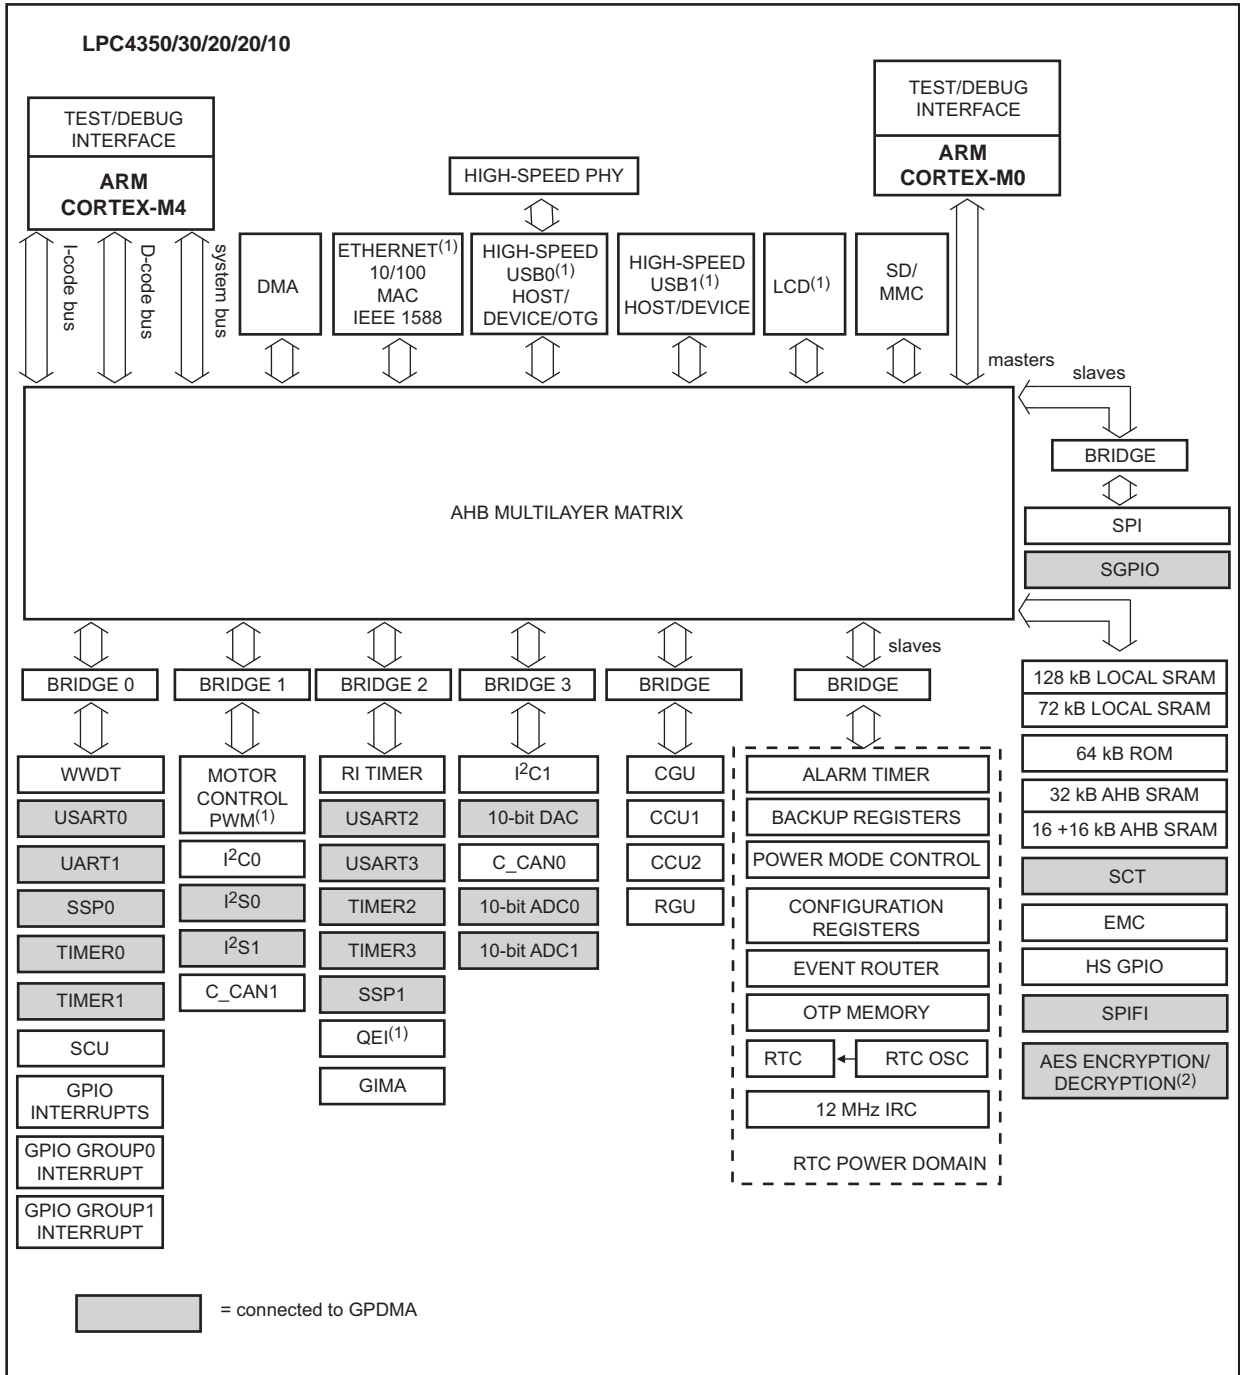 LPC4350/30/20/20/10
TEST/DEBUG
INTERFACE
ARM
CORTEX-M4
TEST/DEBUG
INTERFACE
ARM
CORTEX-M0
HIGH-SPEED PHY
I-code bus
D-code bus
system bus
DMA
ETHERNET(1)
10/100
MAC
IEEE 1588
HIGH-SPEED
USB0(1)
HOST/
DEVICE/OTG
HIGH-SPEED
USB1(1)
HOST/DEVICE
LCD(1)
SD/
MMC
masters
slaves
BRIDGE
SPI
SGPIO
AHB MULTILAYER MATRIX
slaves
BRIDGE 0
BRIDGE 1
BRIDGE 2
BRIDGE 3
BRIDGE
BRIDGE
WWDT
USART0
UART1
SSP0
TIMER0
TIMER1
SCU
GPIO
INTERRUPTS
GPIO GROUP0
INTERRUPT
GPIO GROUP1
INTERRUPT
MOTOR
CONTROL
PWM(1)
I2C0
I2S0
I2S1
C_CAN1
RI TIMER
USART2
USART3
TIMER2
TIMER3
SSP1
QEI(1)
GIMA
I2C1
10-bit DAC
C_CAN0
10-bit ADC0
10-bit ADC1
CGU
CCU1
CCU2
RGU
ALARM TIMER
BACKUP REGISTERS
POWER MODE CONTROL
CONFIGURATION
REGISTERS
EVENT ROUTER
OTP MEMORY
RTC
RTC OSC
12 MHz IRC
RTC POWER DOMAIN
128 kB LOCAL SRAM
72 kB LOCAL SRAM
64 kB ROM
32 kB AHB SRAM
16 +16 kB AHB SRAM
SCT
EMC
HS GPIO
SPIFI
AES ENCRYPTION/
DECRYPTION(2)
= connected to GPDMA